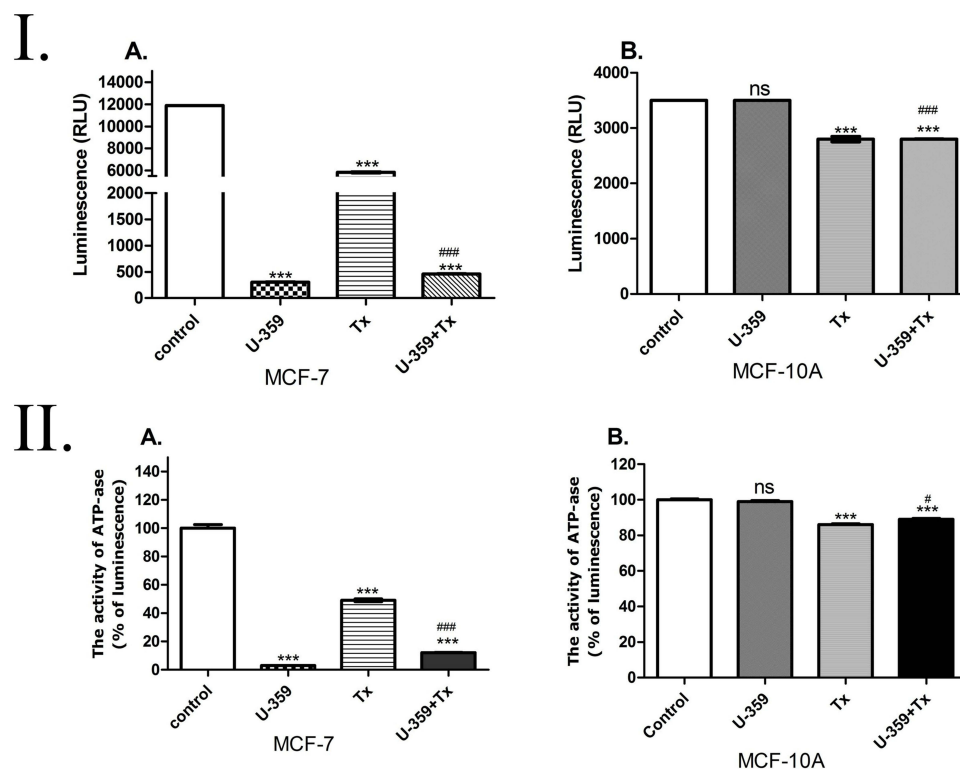 I.
A.
Luminescence (RLU)
14000
12000
10000
8000
6000
2000
1500
1000
500
0
***
***
###
***
control
U-359
Tx
U-359+Tx
MCF-7
B.
Luminescence (RLU)
4000
3000
2000
1000
0
ns
***
###
***
control
U-359
Tx
U-359+Tx
MCF-10A
II.
A.
The activity of ATP-ase
(% of luminescence)
140
120
100
80
60
40
20
0
***
***
###
***
control
U-359
Tx
U-359+Tx
MCF-7
B.
The activity of ATP-ase
(% of luminescence)
120
100
80
60
40
20
0
ns
***
#
***
Control
U-359
Tx
U-359+Tx
MCF-10A